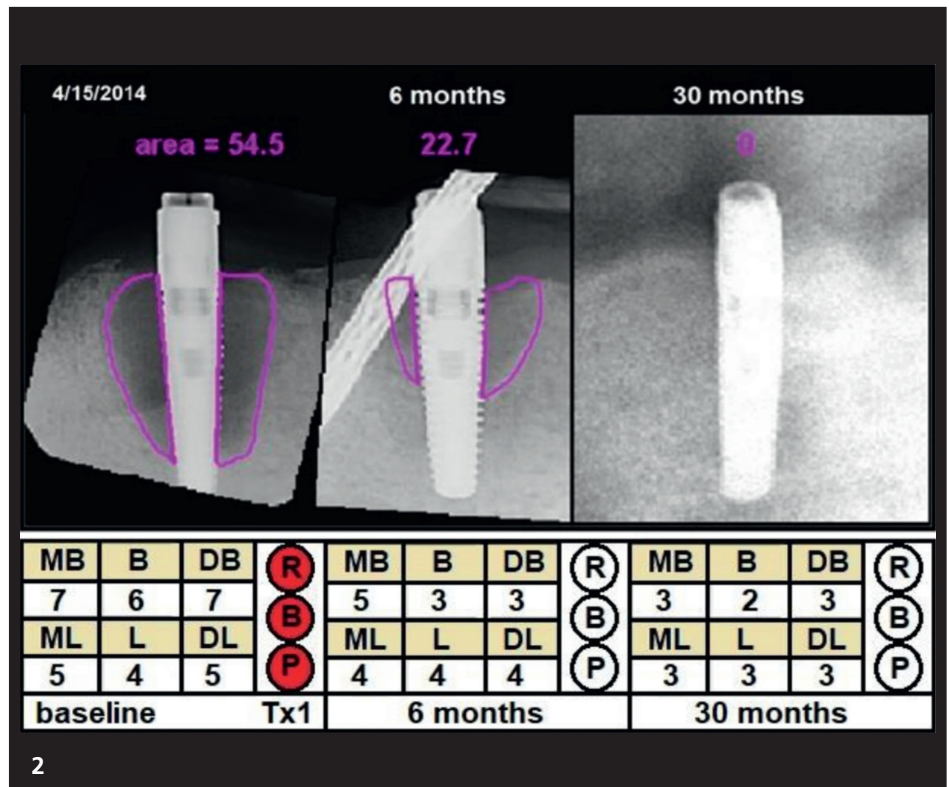 4/15/2014 6 months 30 months
area = 54.5 22.7 0
MB B DB R MB B DB R MB B DB R
7 6 7 B 5 3 3 B 3 2 3 B
ML L DL P ML L DL P ML L DL P
5 4 5 4 4 4 3 3 3
baseline Tx1 6 months 30 months
2